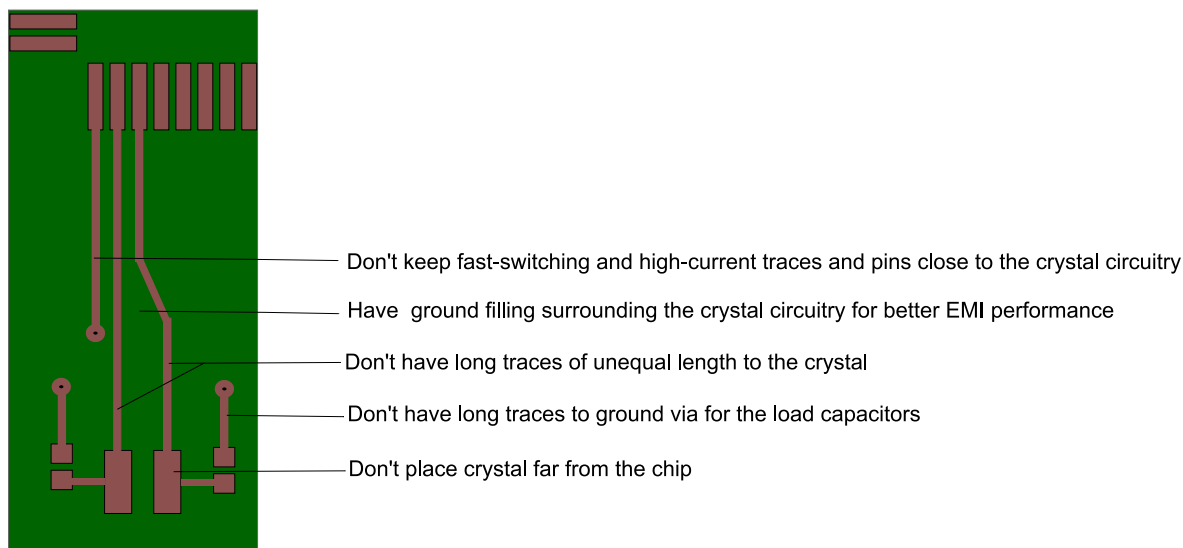 Don't keep fast-switching and high-current traces and pins close to the crystal circuitry
Have  ground filling surrounding the crystal circuitry for better EMI performance
Don't have long traces of unequal length to the crystal
Don't have long traces to ground via for the load capacitors
Don't place crystal far from the chip